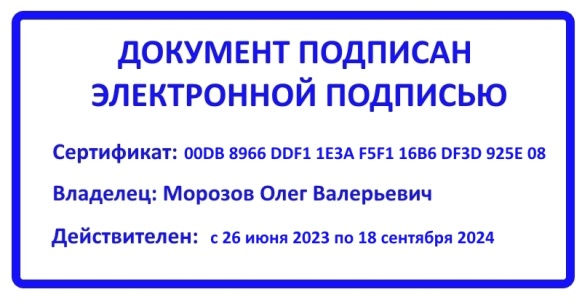 ДОКУМЕНТ ПОДПИСАН
ЭЛЕКТРОННОЙ ПОДПИСЬЮ
Сертификат: 00DB 8966 DDF1 1E3A F5F1 16B6 DF3D 925E 08
Владелец: Морозов Олег Валерьевич
Действителен: с 26 июня 2023 по 18 сентября 2024